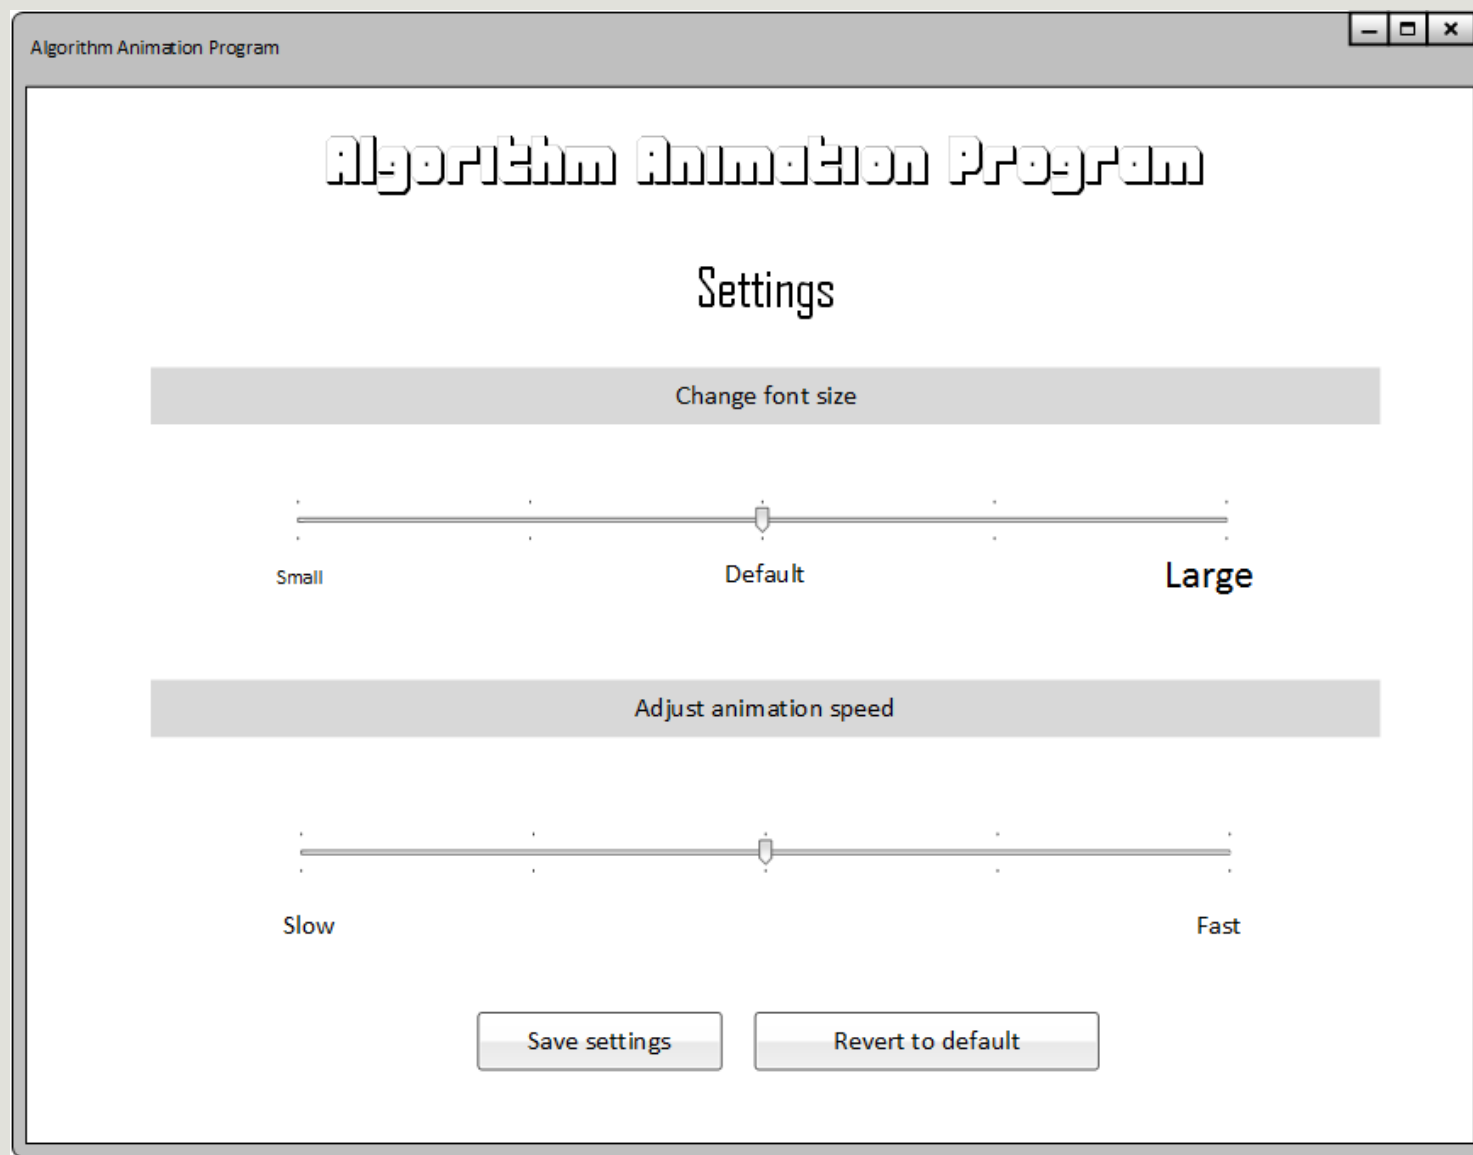 Algorithm Animation Program
Algorithm Animation Program
Settings
Change font size
Small Default Large
Adjust animation speed
Slow Fast
Save settings Revert to default